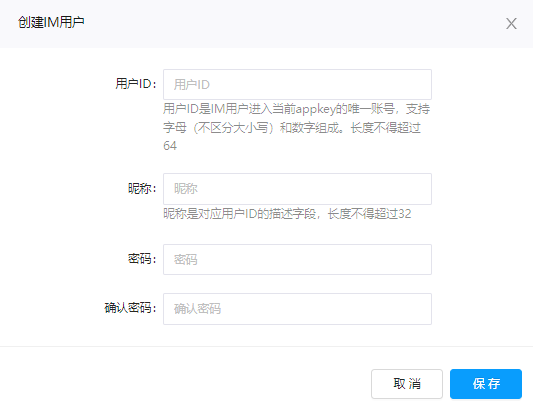 创建IM用户
用户ID：
用户ID
用户ID是IM用户进入当前appkey的唯一账号，支持
字母（不区分大小写）和数字组成。长度不得超过
64
昵称：
昵称
昵称是对应用户ID的描述字段，长度不得超过32
密码：
密码
确认密码：
确认密码
取 消
保 存